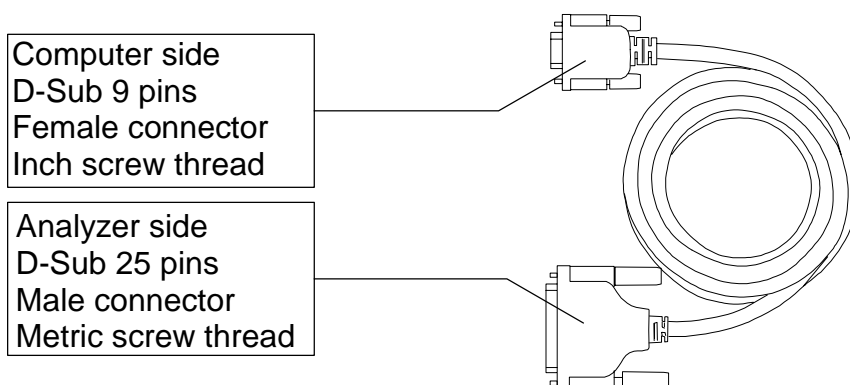 Computer side
D-Sub 9 pins
Female connector
Inch screw thread
Analyzer side
D-Sub 25 pins
Male connector
Metric screw thread